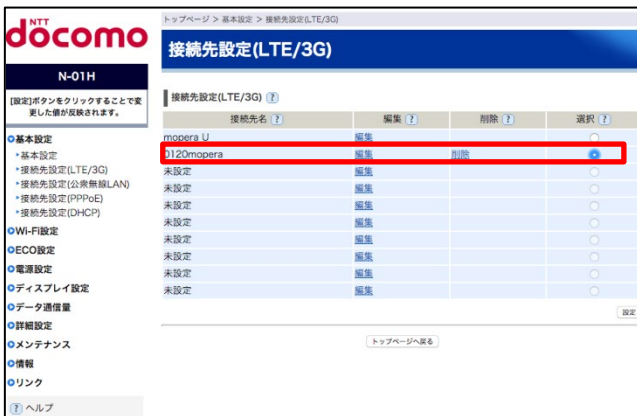 NTT
döcomo
N-01H
[設定]ボタンをクリックすることで変
更した値が反映されます。
基本設定
基本設定
接続先設定(LTE/3G)
接続先設定(公衆無線LAN)
接続先設定(PPPoE)
接続先設定(DHCP)
Wi-Fi設定
ECO設定
電源設定
ディスプレイ設定
データ通信量
詳細設定
メンテナンス
情報
リンク
? ヘルプ
トップページ > 基本設定 > 接続先設定(LTE/3G)
接続先設定(LTE/3G)
接続先設定(LTE/3G) ?
接続先名 ? 編集 ? 削除 ? 選択 ?
mopera U 編集
0120mopera 編集 削除
未設定 編集
未設定 編集
未設定 編集
未設定 編集
未設定 編集
未設定 編集
未設定 編集
未設定 編集
設定
トップページへ戻る